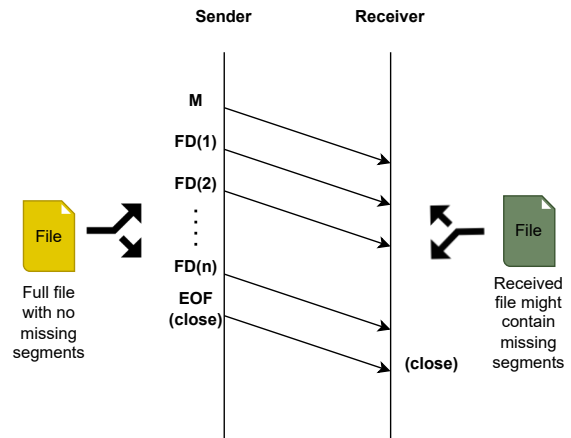 Sender
Receiver
M
FD(1)
FD(2)
FD(n)
EOF
(close)
(close)
File
Full file
with no
missing
segments
File
Received
file might
contain
missing
segments